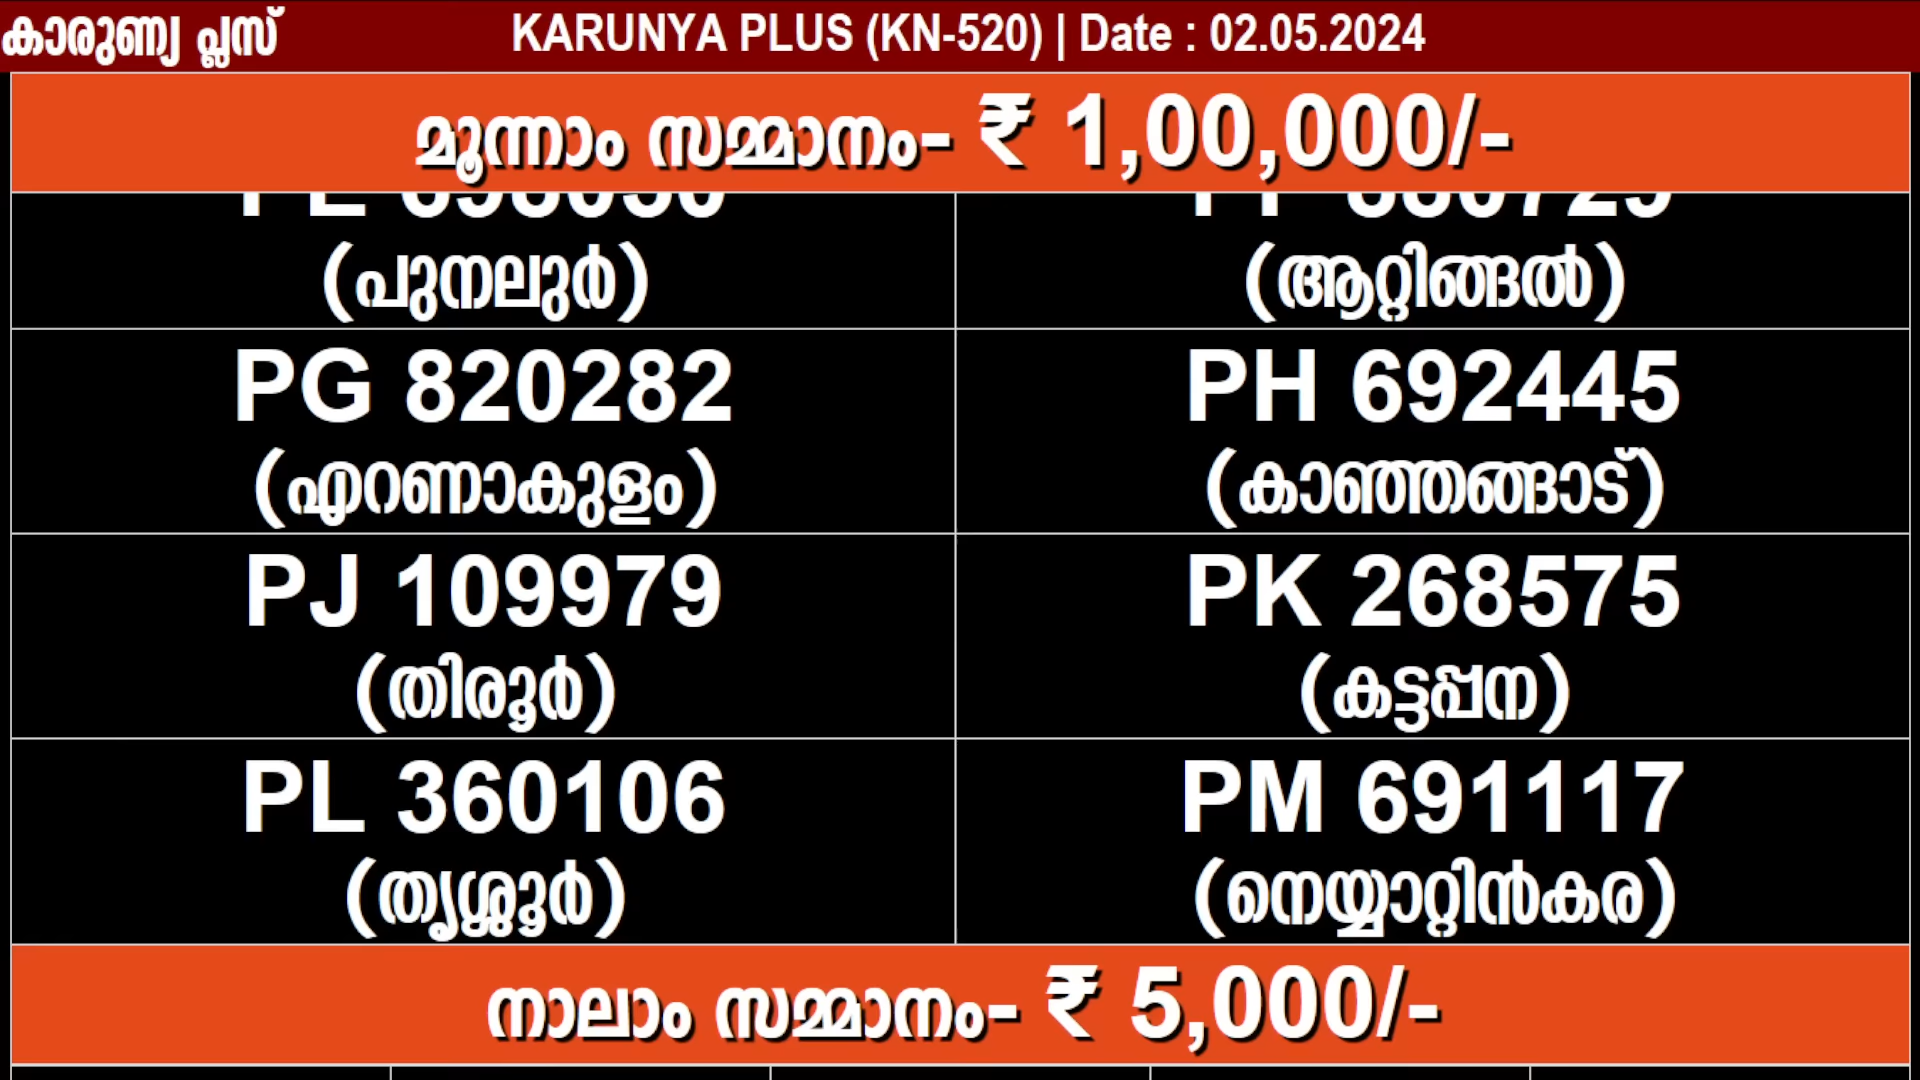 കാരുണ്യ പ്ലസ് KARUNYA PLUS (KN-520) | Date : 02.05.2024
മൂന്നാം സമ്മാനം- ₹ 1,00,000/-
(പുനലുർ) (ആറ്റിങ്ങൽ)
PG 820282 PH 692445
(എറണാകുളം) (കാഞ്ഞങ്ങാട്)
PJ 109979 PK 268575
(തിരൂർ) (കട്ടപ്പന)
PL 360106 PM 691117
(തൃശ്ശൂർ) (നെയ്യാറ്റിൻകര)
നാലാം സമ്മാനം- ₹ 5,000/-